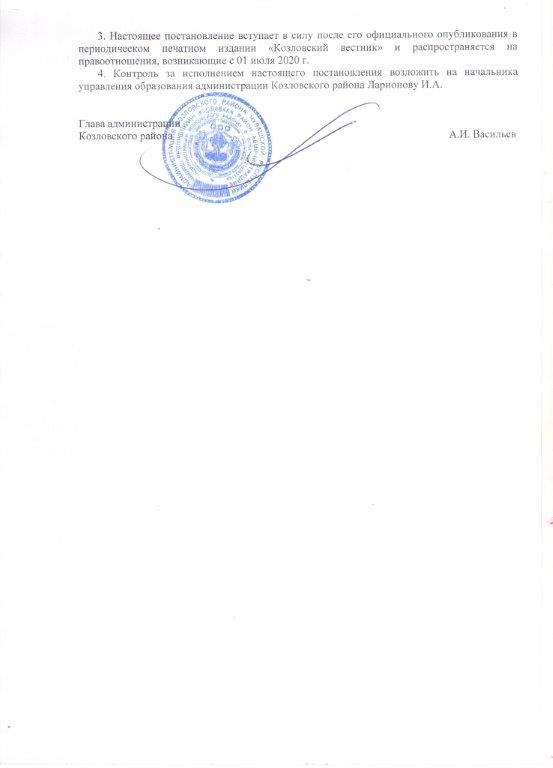 3. Настоящее постановление вступает в силу после его официального опубликования в
периодическом печатном издании «Козловский вестник» и распространяется на
правоотношения, возникающие с 01 июля 2020 г.
4. Контроль за исполнением настоящего постановления возложить на начальника
управления образования администрации Козловского района Ларионову И.А.
Глава администрации
Козловского района
А.И. Васильев